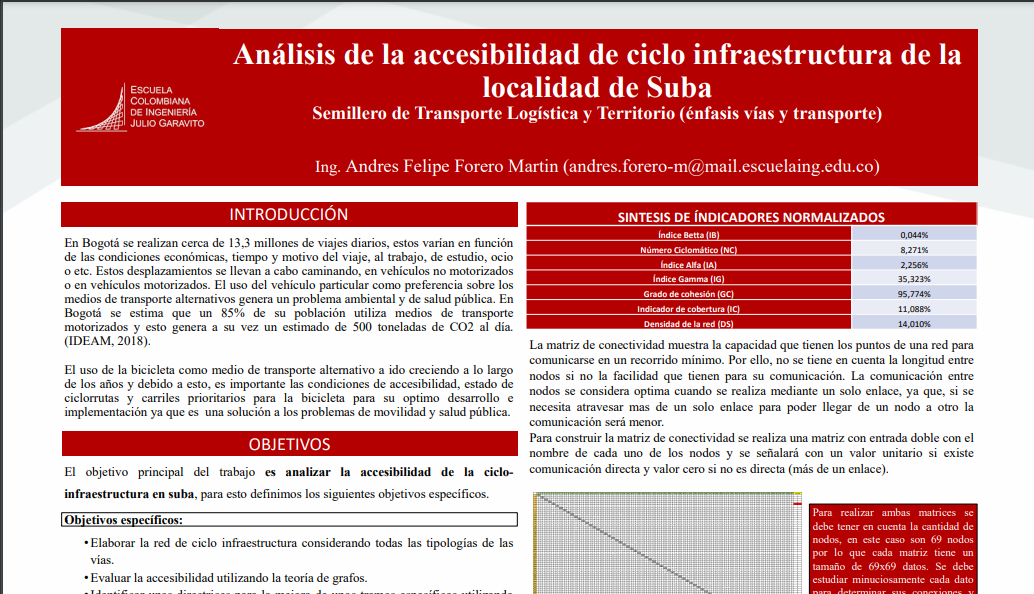 Análisis de la accesibilidad de ciclo infraestructura de la
localidad de Suba
Semillero de Transporte Logística y Territorio (énfasis vías y transporte)
ESCUELA
COLOMBIANA
DE INGENIERÍA
JULIO GARAVITO
Ing. Andres Felipe Forero Martin (andres.forero-m@mail.escuelaing.edu.co)
INTRODUCCIÓN
En Bogotá se realizan cerca de 13,3 millones de viajes diarios, estos varían en función
de las condiciones económicas, tiempo y motivo del viaje, al trabajo, de estudio, ocio
o etc. Estos desplazamientos se llevan a cabo caminando, en vehículos no motorizados
o en vehículos motorizados. El uso del vehículo particular como preferencia sobre los
medios de transporte alternativos genera un problema ambiental y de salud pública. En
Bogotá se estima que un 85% de su población utiliza medios de transporte
motorizados y esto genera a su vez un estimado de 500 toneladas de CO2 al día.
(IDEAM, 2018).
El uso de la bicicleta como medio de transporte alternativo a ido creciendo a lo largo
de los años y debido a esto, es importante las condiciones de accesibilidad, estado de
ciclorrutas y carriles prioritarios para la bicicleta para su optimo desarrollo e
implementación ya que es una solución a los problemas de movilidad y salud pública.
OBJETIVOS
El objetivo principal del trabajo es analizar la accesibilidad de la ciclo-
infraestructura en suba, para esto definimos los siguientes objetivos específicos.
Objetivos específicos:
•Elaborar la red de ciclo infraestructura considerando todas las tipologías de las
vías.
•Evaluar la accesibilidad utilizando la teoría de grafos.
•Identificar unas directrices para la mejora de unos tramos específicos utilizando
SINTESIS DE ÍNDICADORES NORMALIZADOS
Índice Betta (IB) 0,044%
Número Ciclomático (NC) 8,271%
Índice Alfa (IA) 2,256%
Índice Gamma (IG) 35,323%
Grado de cohesión (GC) 95,774%
Indicador de cobertura (IC) 11,088%
Densidad de la red (DS) 14,010%
La matriz de conectividad muestra la capacidad que tienen los puntos de una red para
comunicarse en un recorrido mínimo. Por ello, no se tiene en cuenta la longitud entre
nodos si no la facilidad que tienen para su comunicación. La comunicación entre
nodos se considera optima cuando se realiza mediante un solo enlace, ya que, si se
necesita atravesar mas de un solo enlace para poder llegar de un nodo a otro la
comunicación será menor.
Para construir la matriz de conectividad se realiza una matriz con entrada doble con el
nombre de cada uno de los nodos y se señalará con un valor unitario si existe
comunicación directa y valor cero si no es directa (más de un enlace).
Para realizar ambas matrices se
debe tener en cuenta la cantidad de
nodos, en este caso son 69 nodos
por lo que cada matriz tiene un
tamaño de 69x69 datos. Se debe
estudiar minuciosamente cada dato
para determinar sus conexiones y